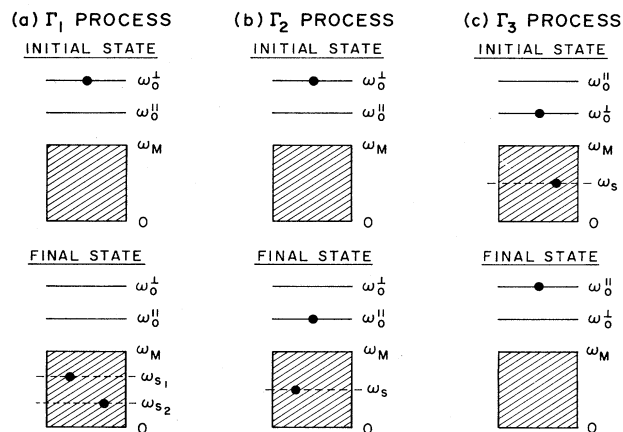 (a) Γ₁ PROCESS
INITIAL STATE
ω₀⊥
ω₀||
ωM
0
FINAL STATE
ω₀⊥
ω₀||
ωM
ωs₁
ωs₂
0
(b) Γ₂ PROCESS
INITIAL STATE
ω₀⊥
ω₀||
ωM
0
FINAL STATE
ω₀⊥
ω₀||
ωM
ωs
0
(c) Γ₃ PROCESS
INITIAL STATE
ω₀||
ω₀⊥
ωM
ωs
0
FINAL STATE
ω₀||
ω₀⊥
ωM
0